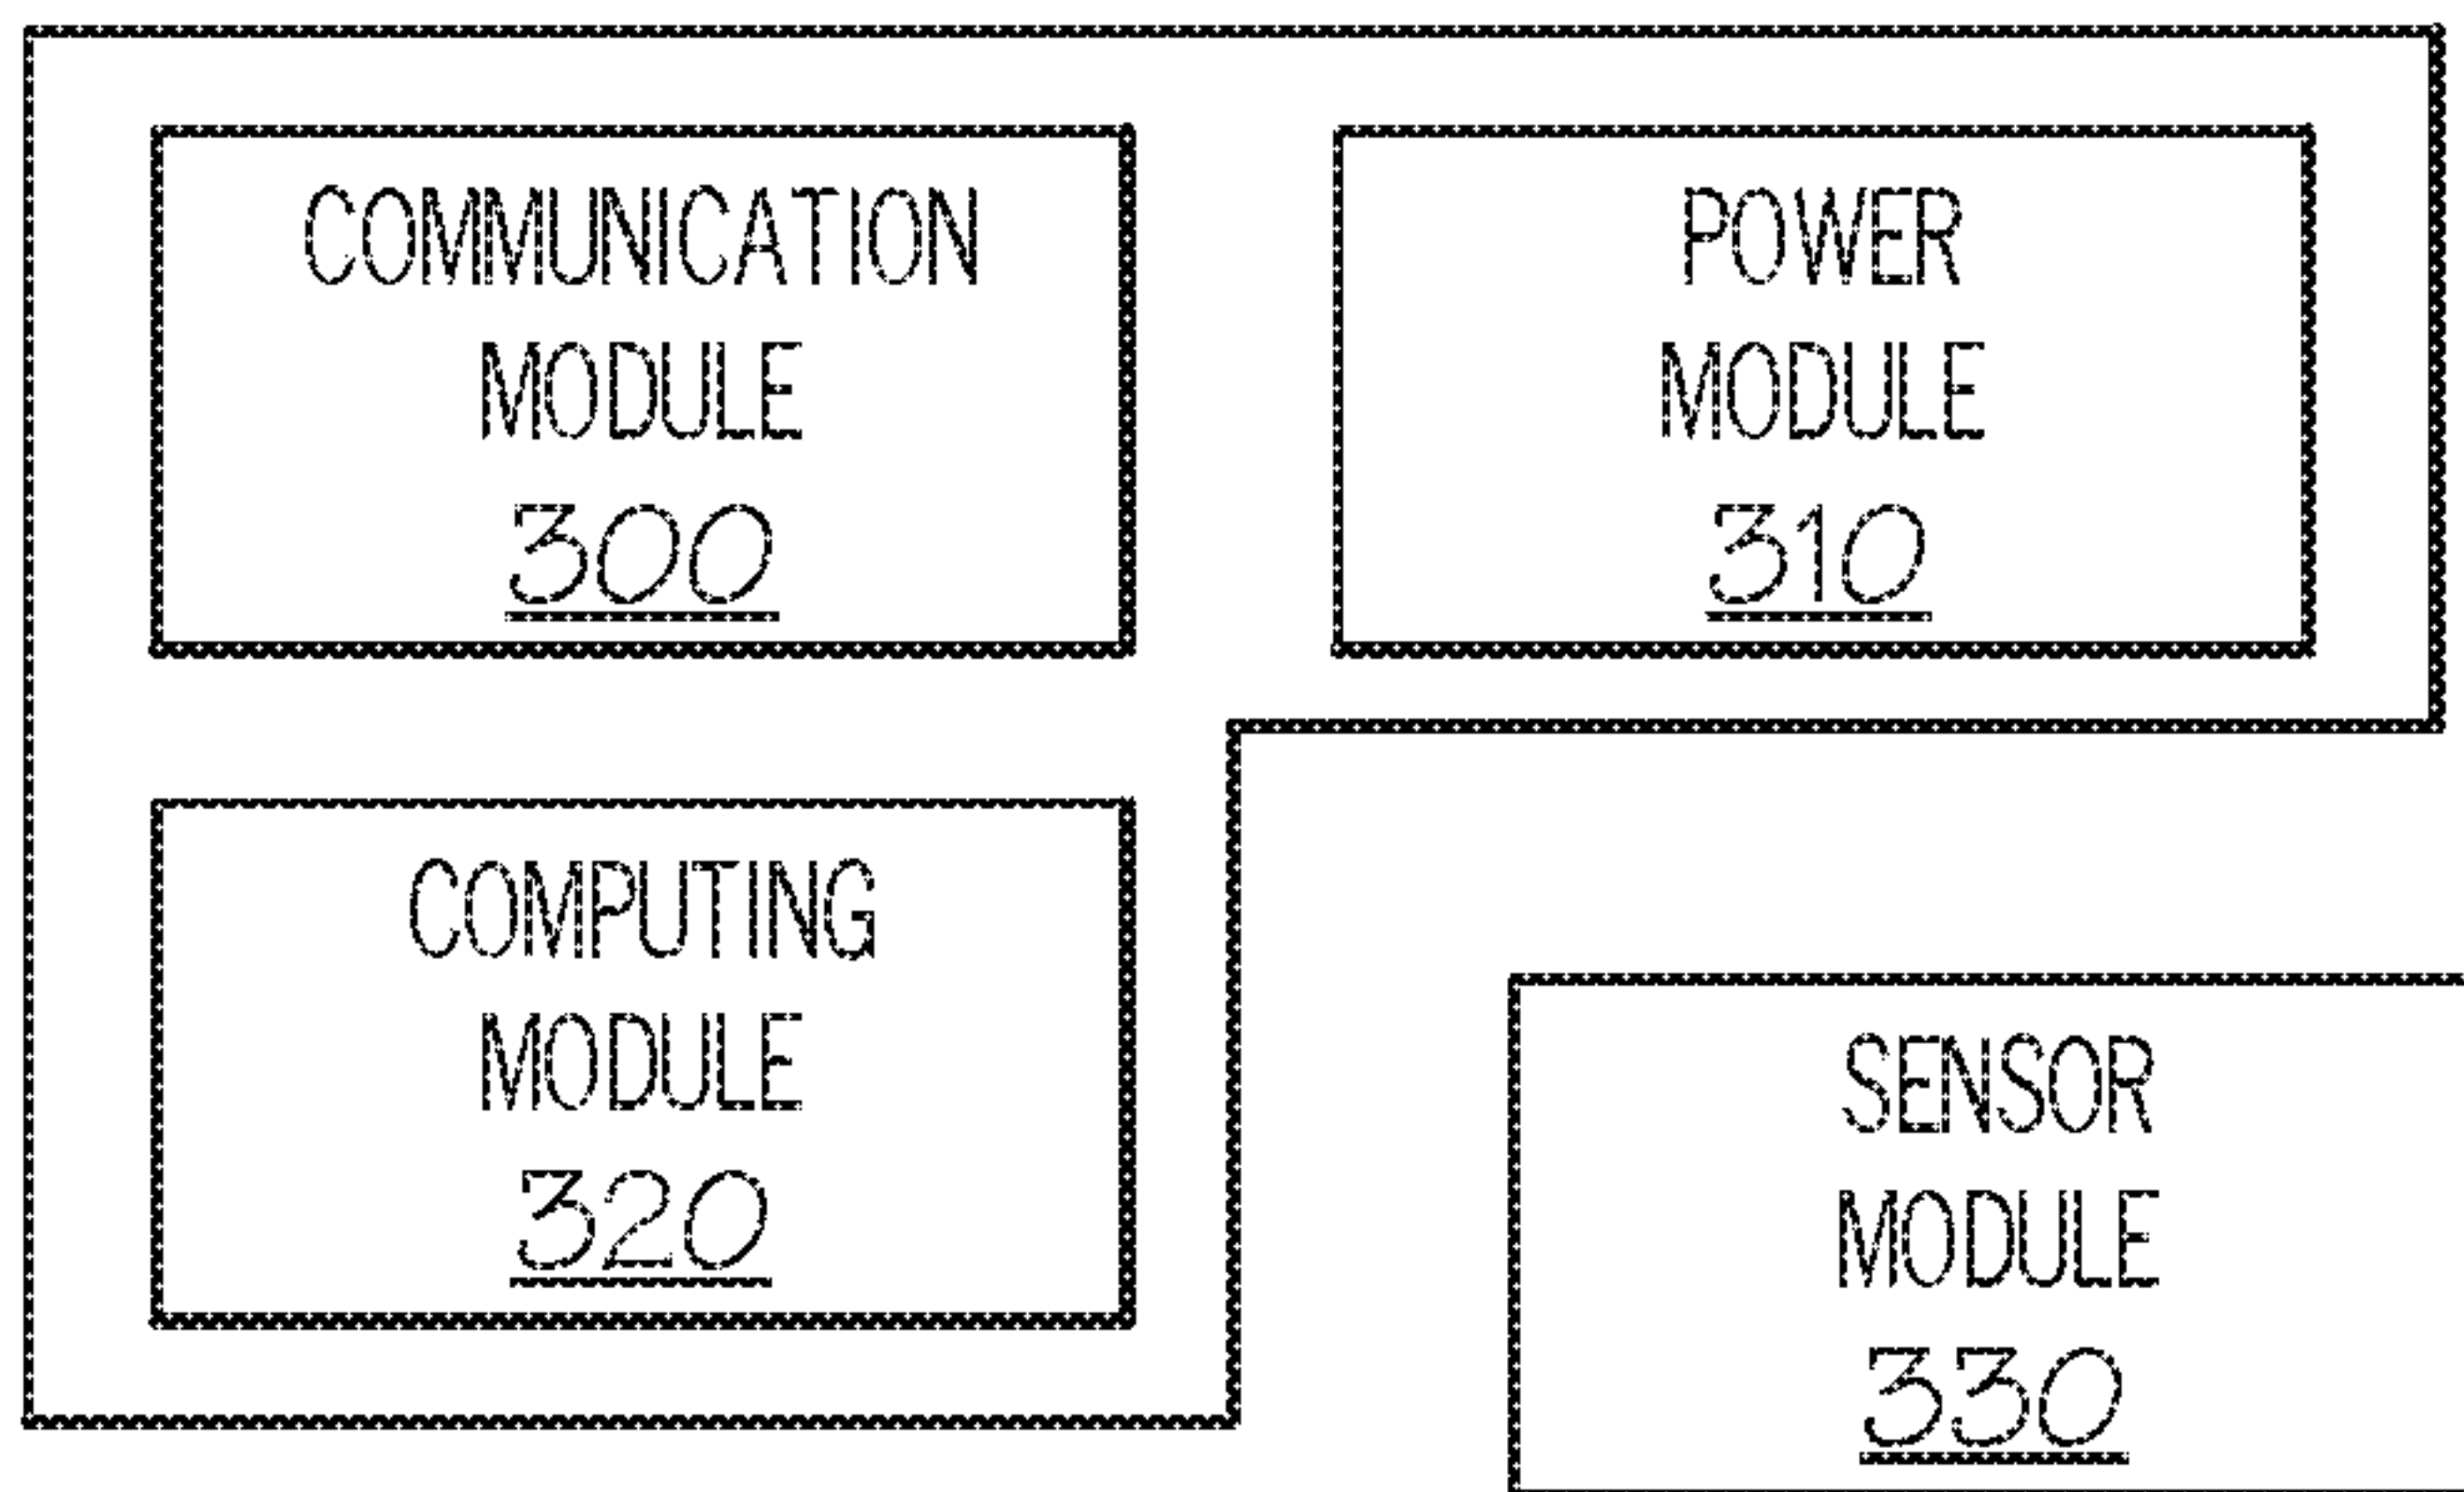 COMMUNICATION
MODULE
300
POWER
MODULE
310
COMPUTING
MODULE
320
SENSOR
MODULE
330